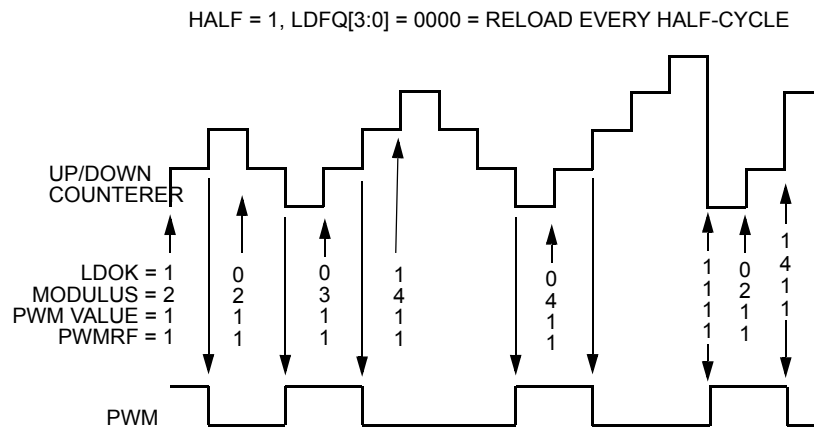 HALF = 1, LDFQ[3:0] = 0000 = RELOAD EVERY HALF-CYCLE
UP/DOWN
COUNTERER
LDOK = 1 0 0 1 0 1 0 1
MODULUS = 2 2 3 4 4 1 2 4
PWM VALUE = 1 1 1 1 1 1 1 1
PWMRF = 1 1 1 1 1 1 1 1
PWM